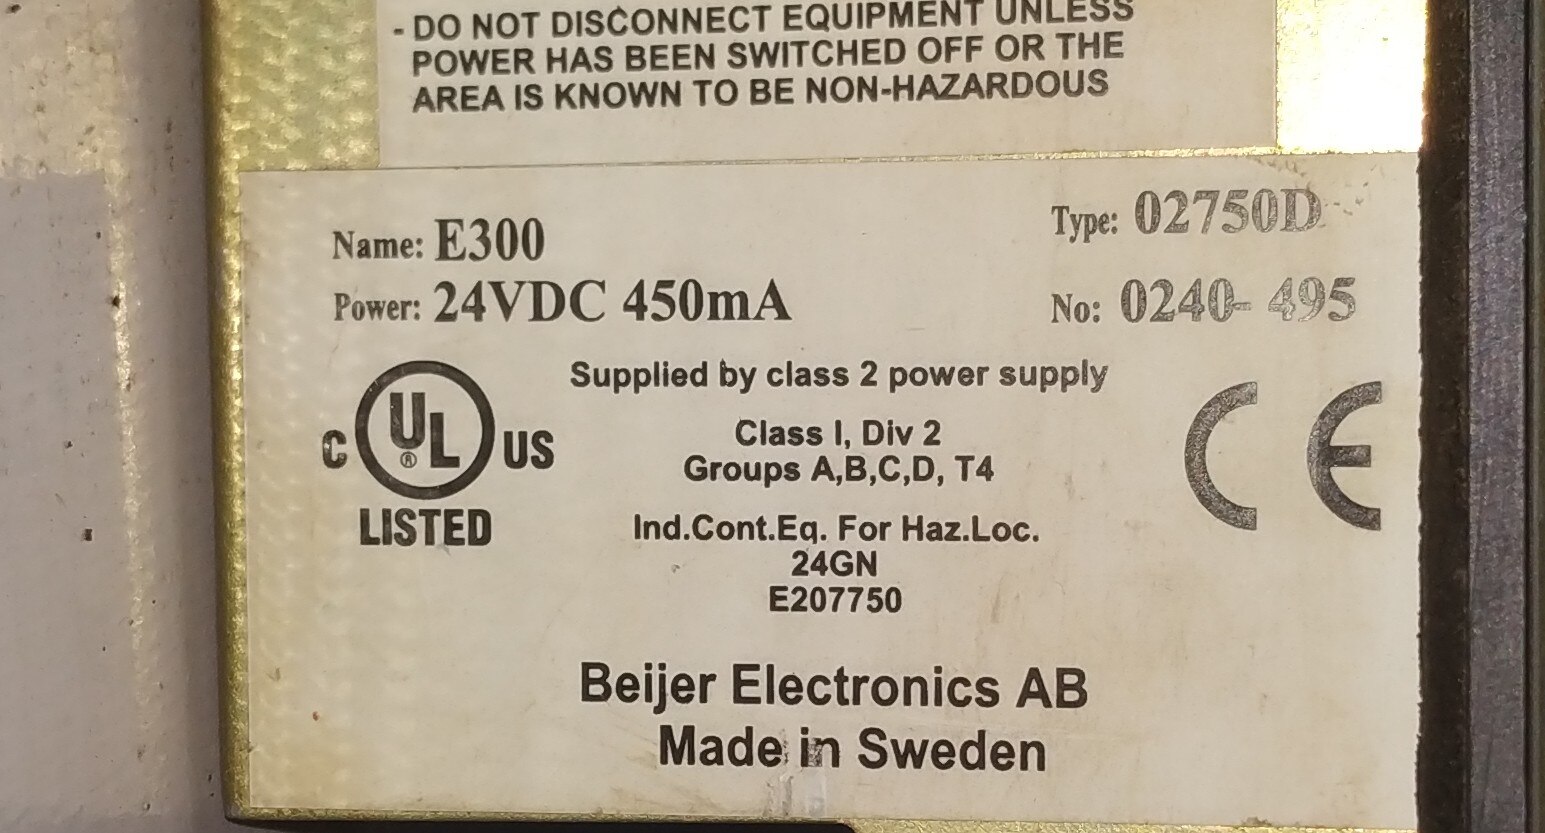 - DO NOT DISCONNECT EQUIPMENT UNLESS
POWER HAS BEEN SWITCHED OFF OR THE
AREA IS KNOWN TO BE NON-HAZARDOUS
Name: E300
Type: 02750D
Power: 24VDC 450mA
No: 0240- 495
Supplied by class 2 power supply
C UL® US
LISTED
Class I, Div 2
Groups A,B,C,D, T4
CE
Ind.Cont.Eq. For Haz.Loc.
24GN
E207750
Beijer Electronics AB
Made in Sweden